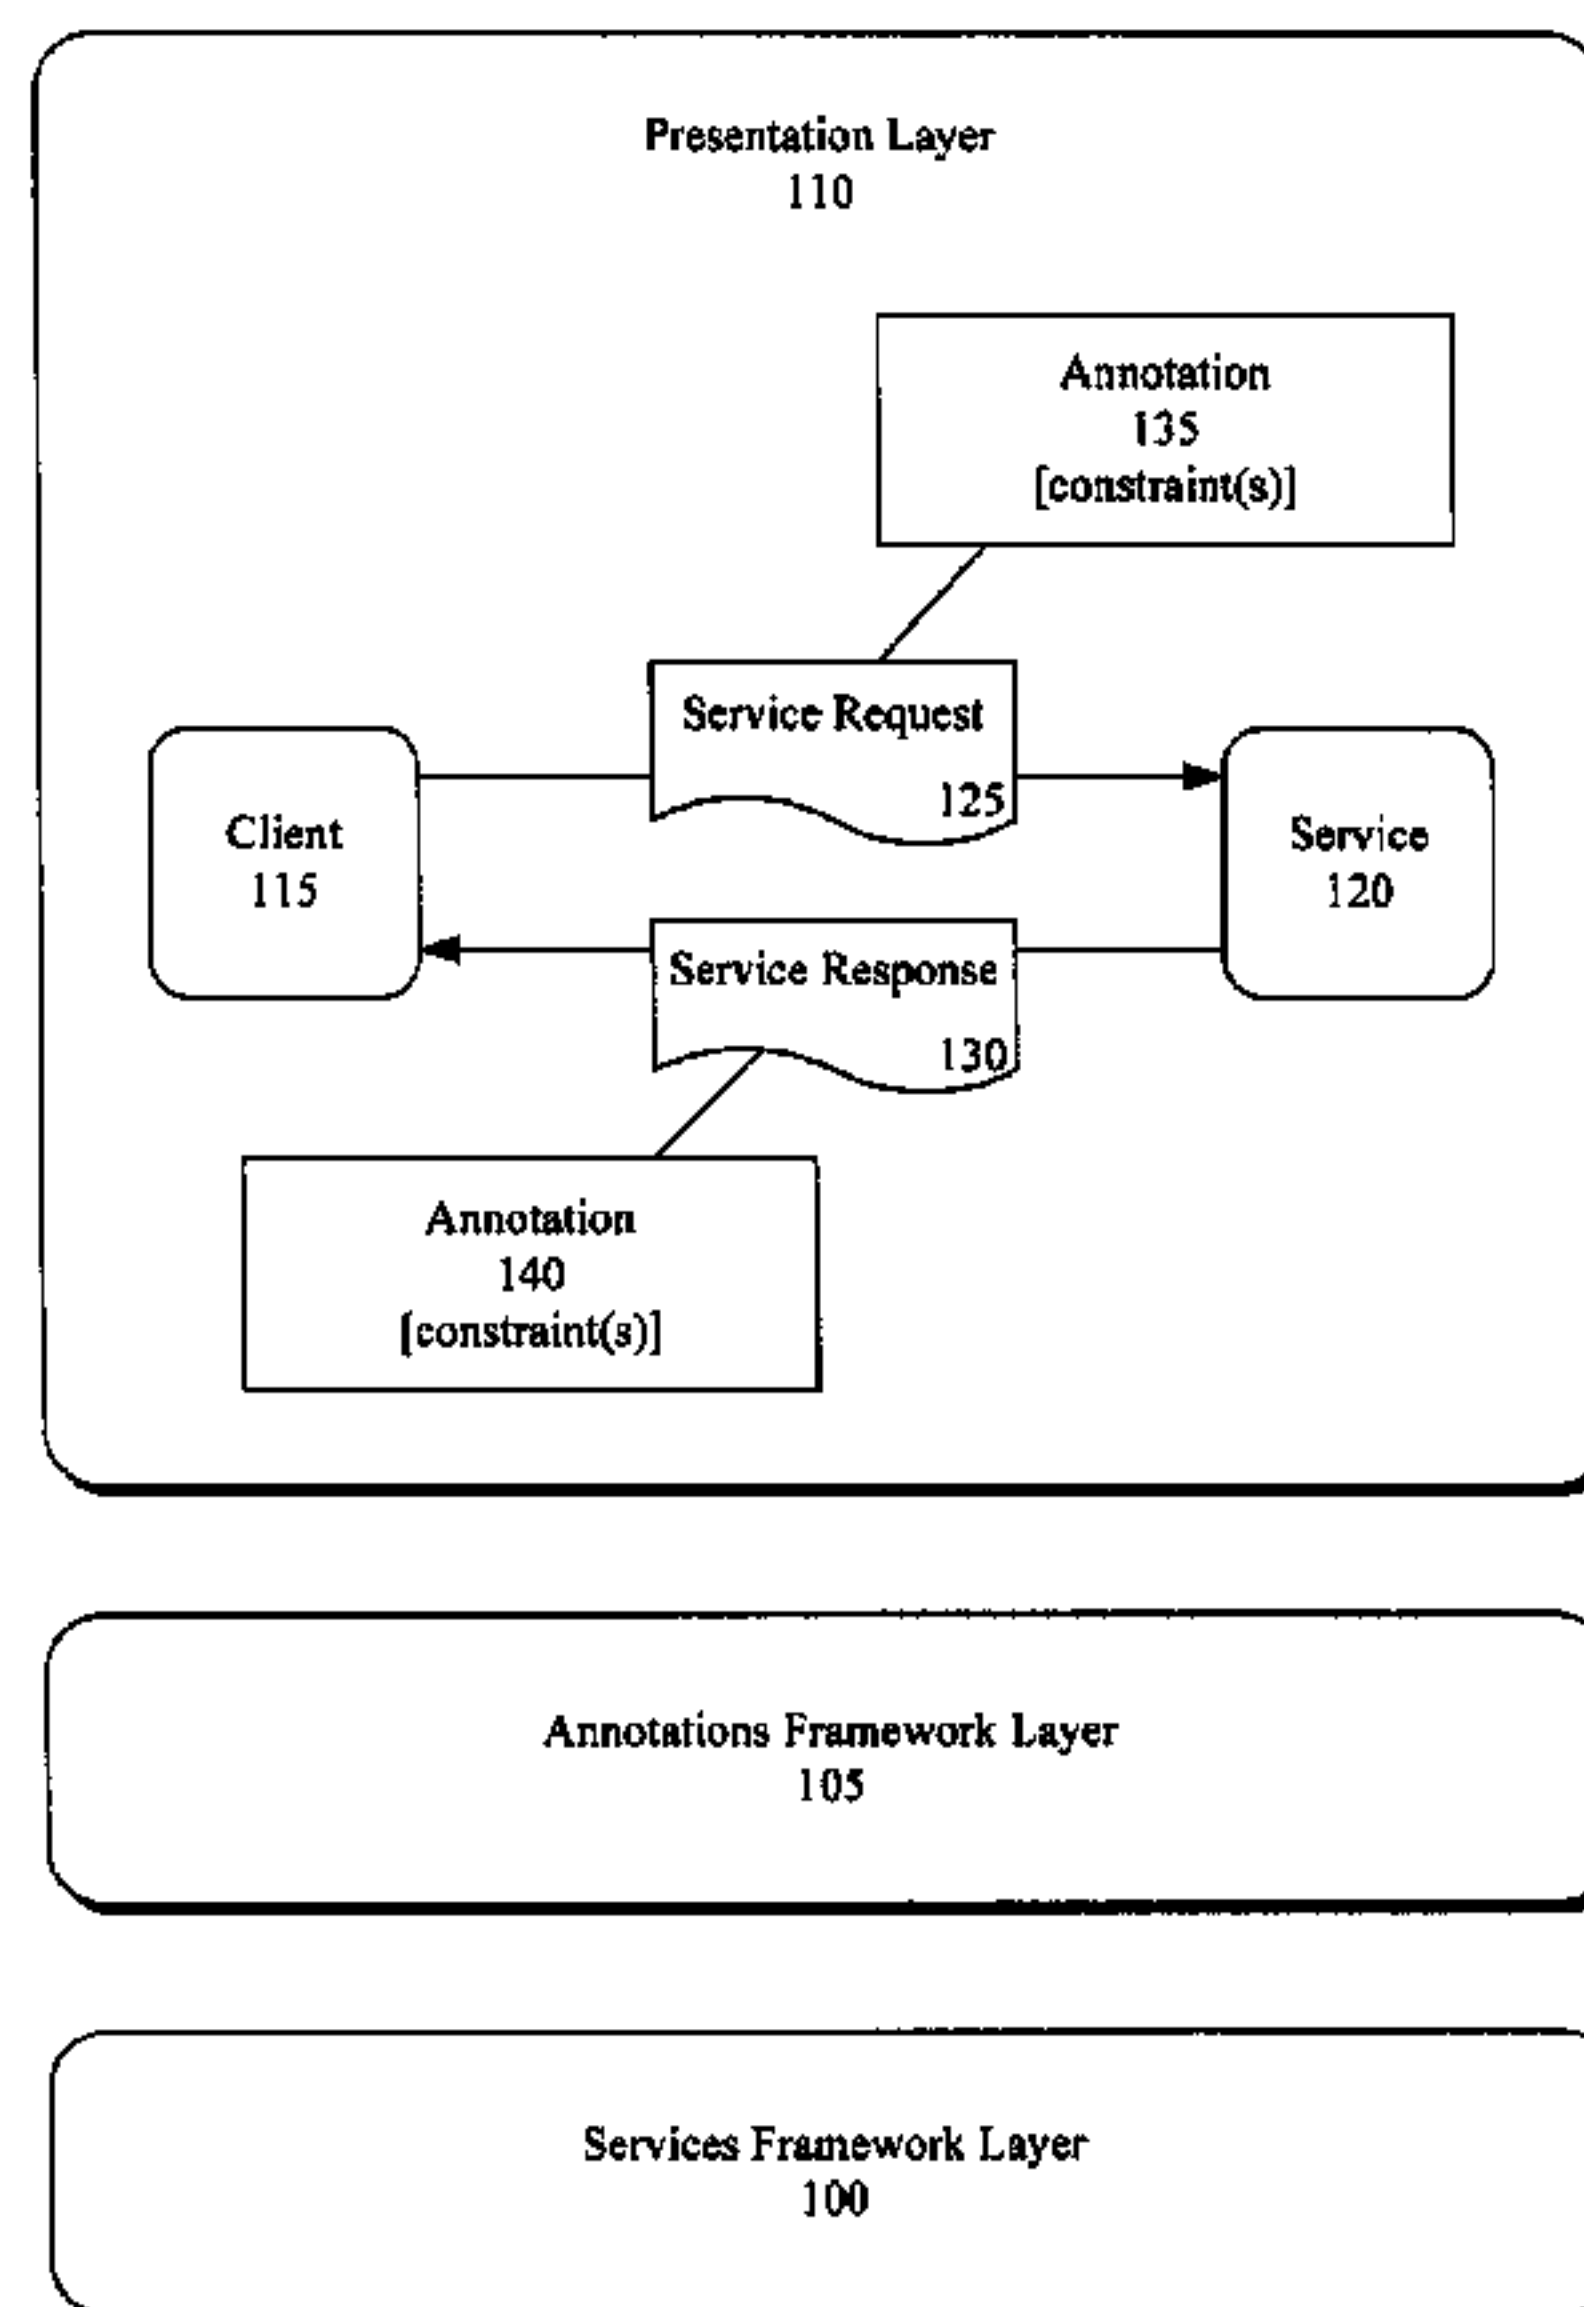 Presentation Layer
110
Annotation
135
[constraint(s)]
Service Request
125
Client
115
Service
120
Service Response
130
Annotation
140
[constraint(s)]
Annotations Framework Layer
105
Services Framework Layer
100